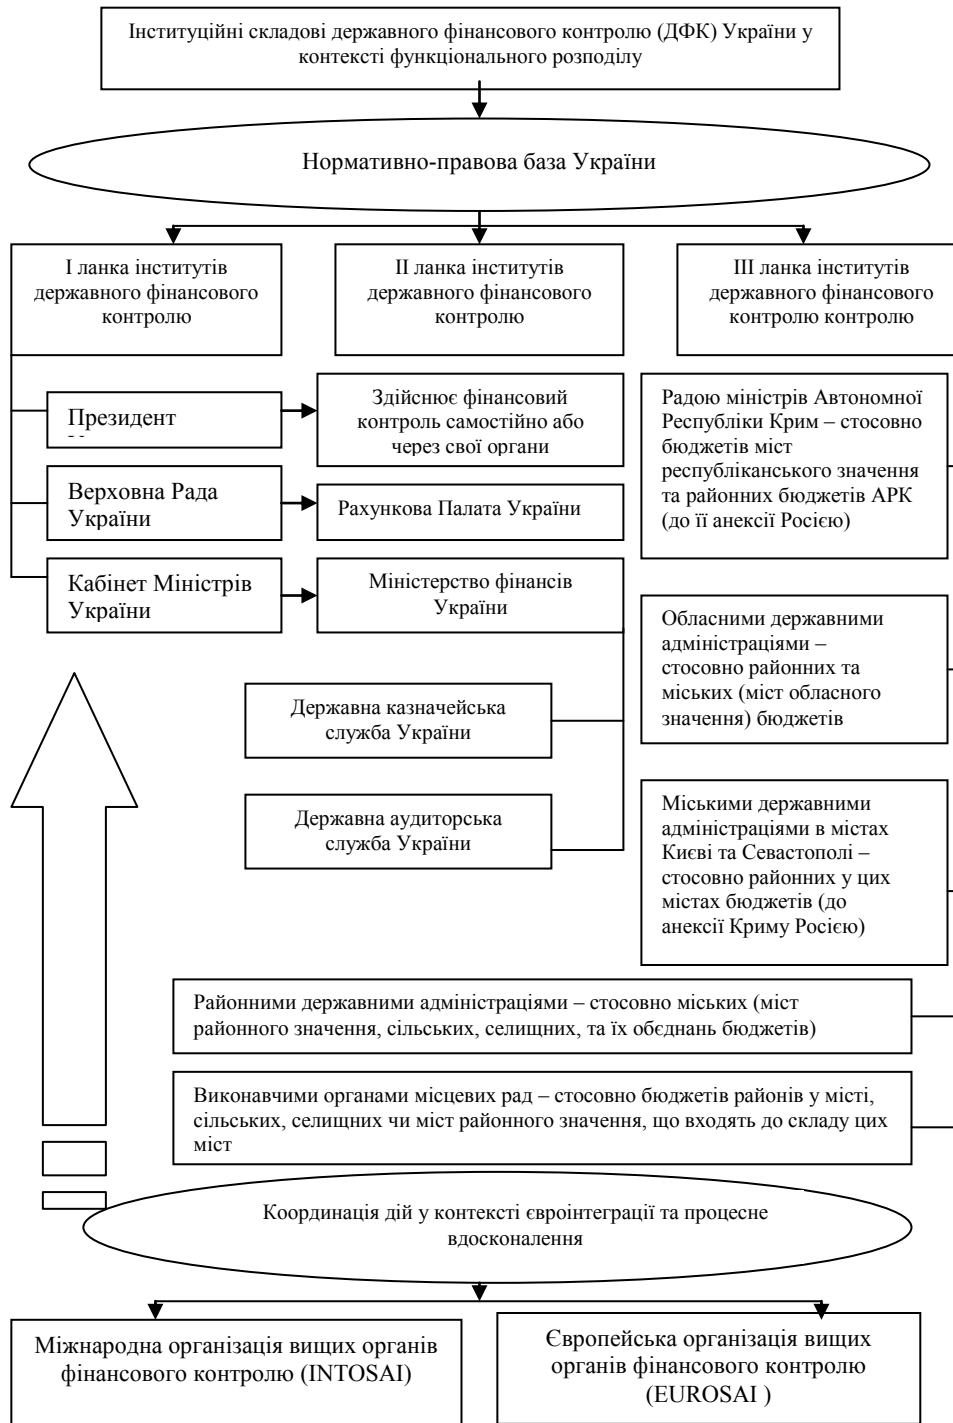 Інституційні складові державного фінансового контролю (ДФК) України у
контексті функціонального розподілу
Нормативно-правова база України
І ланка інститутів
державного фінансового
контролю
ІІ ланка інститутів
державного фінансового
контролю
ІІІ ланка інститутів
державного фінансового
контролю контролю
Президент
Здійснює фінансовий
контроль самостійно або
через свої органи
Верховна Рада
України
Рахункова Палата України
Кабінет Міністрів
України
Міністерство фінансів
України
Державна казначейська
служба України
Державна аудиторська
служба України
Радою міністрів Автономної
Республіки Крим – стосовно
бюджетів міст
республіканського значення
та районних бюджетів АРК
(до її анексії Росією)
Обласними державними
адміністраціями –
стосовно районних та
міських (міст обласного
значення) бюджетів
Міськими державними
адміністраціями в містах
Києві та Севастополі –
стосовно районних у цих
містах бюджетів (до
анексії Криму Росією)
Районними державними адміністраціями – стосовно міських (міст
районного значення, сільських, селищних, та їх обєднань бюджетів)
Виконавчими органами місцевих рад – стосовно бюджетів районів у місті,
сільських, селищних чи міст районного значення, що входять до складу цих
міст
Координація дій у контексті євроінтеграції та процесне
вдосконалення
Міжнародна організація вищих органів
фінансового контролю (INTOSAI)
Європейська організація вищих
органів фінансового контролю
(EUROSAI )